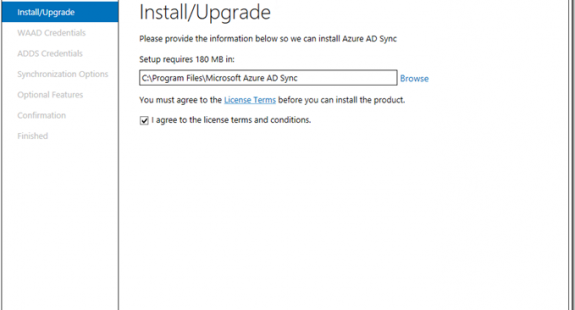 Install/Upgrade
WAAD Credentials
ADDS Credentials
Synchronization Options
Optional Features
Confirmation
Finished
Install/Upgrade
Please provide the information below so we can install Azure AD Sync
Setup requires 180 MB in:
C:\Program Files\Microsoft Azure AD Sync
Browse
You must agree to the License Terms before you can install the product.
I agree to the license terms and conditions.